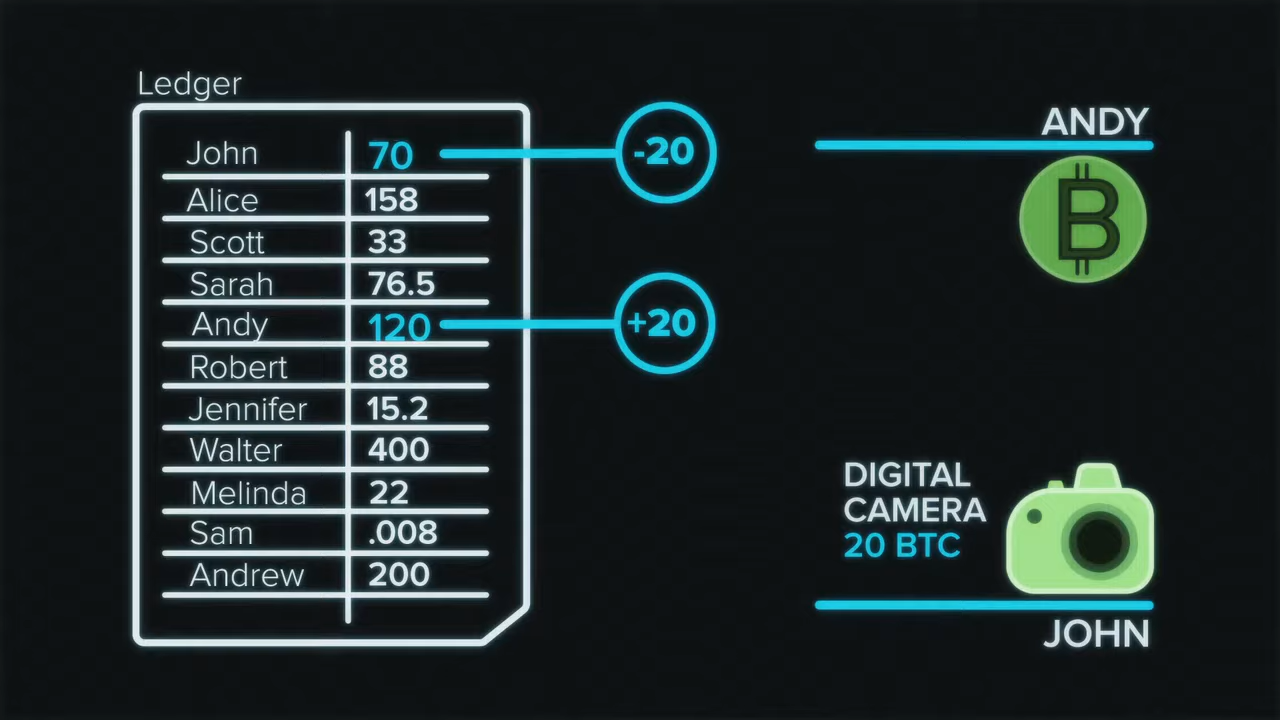 Ledger
John 70
Alice 158
Scott 33
Sarah 76.5
Andy 120
Robert 88
Jennifer 15.2
Walter 400
Melinda 22
Sam .008
Andrew 200
-20
+20
ANDY
B
DIGITAL
CAMERA
20 BTC
JOHN